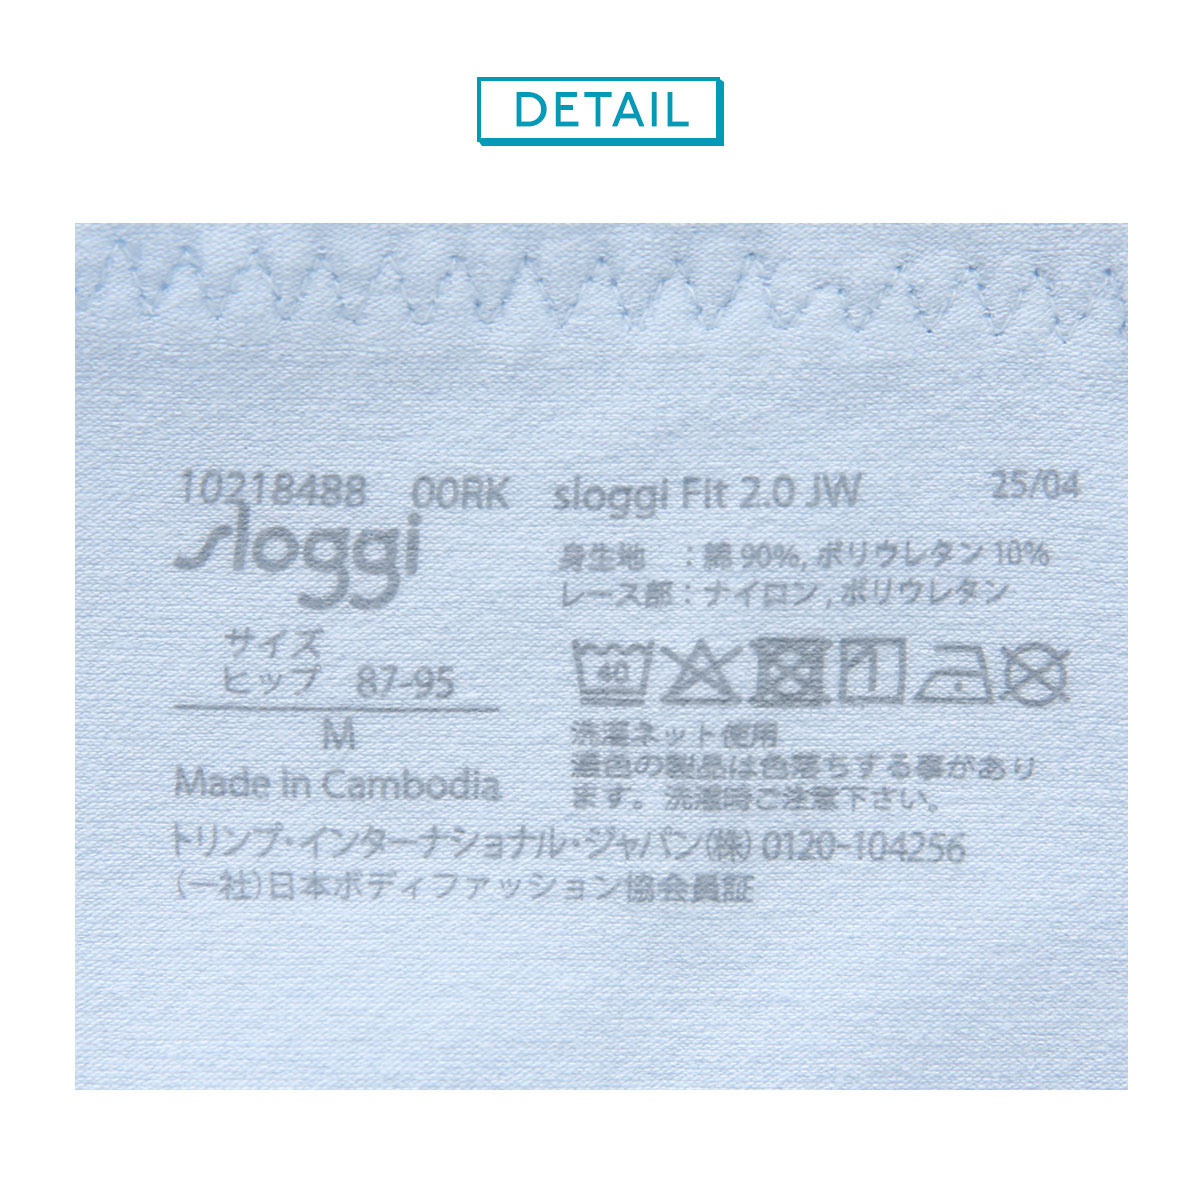 DETAIL
10218488 00RK sloggi Fit 2.0 JW 25/04
sloggi
身生地 : 綿 90%, ポリウレタン 10%
レース部 : ナイロン , ポリウレタン
サイズ
ヒップ 87-95
M
Made in Cambodia
40
洗濯ネット使用
濃色の製品は色落ちする事があり
ます。洗濯時ご注意下さい。
トリンプ・インターナショナル・ジャパン(株) 0120-104256
(一社)日本ボディファッション協会員証